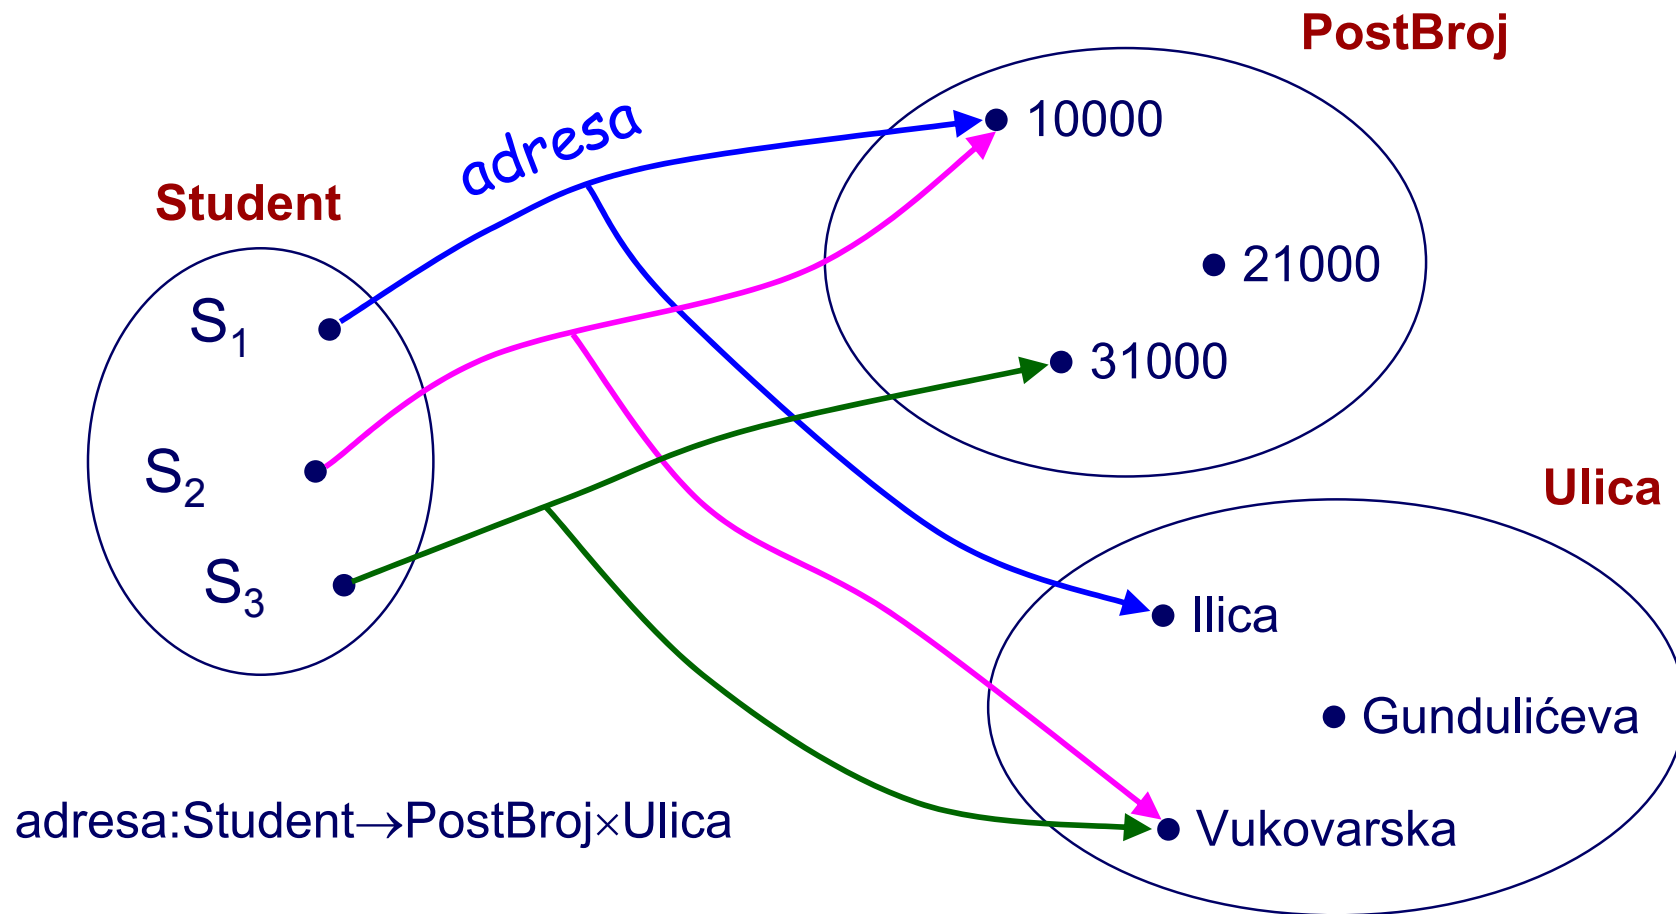 PostBroj
10000
adresa
Student
21000
S1
31000
S2
Ulica
S3
Ilica
Gundulićeva
adresa:Student→PostBroj×Ulica
Vukovarska